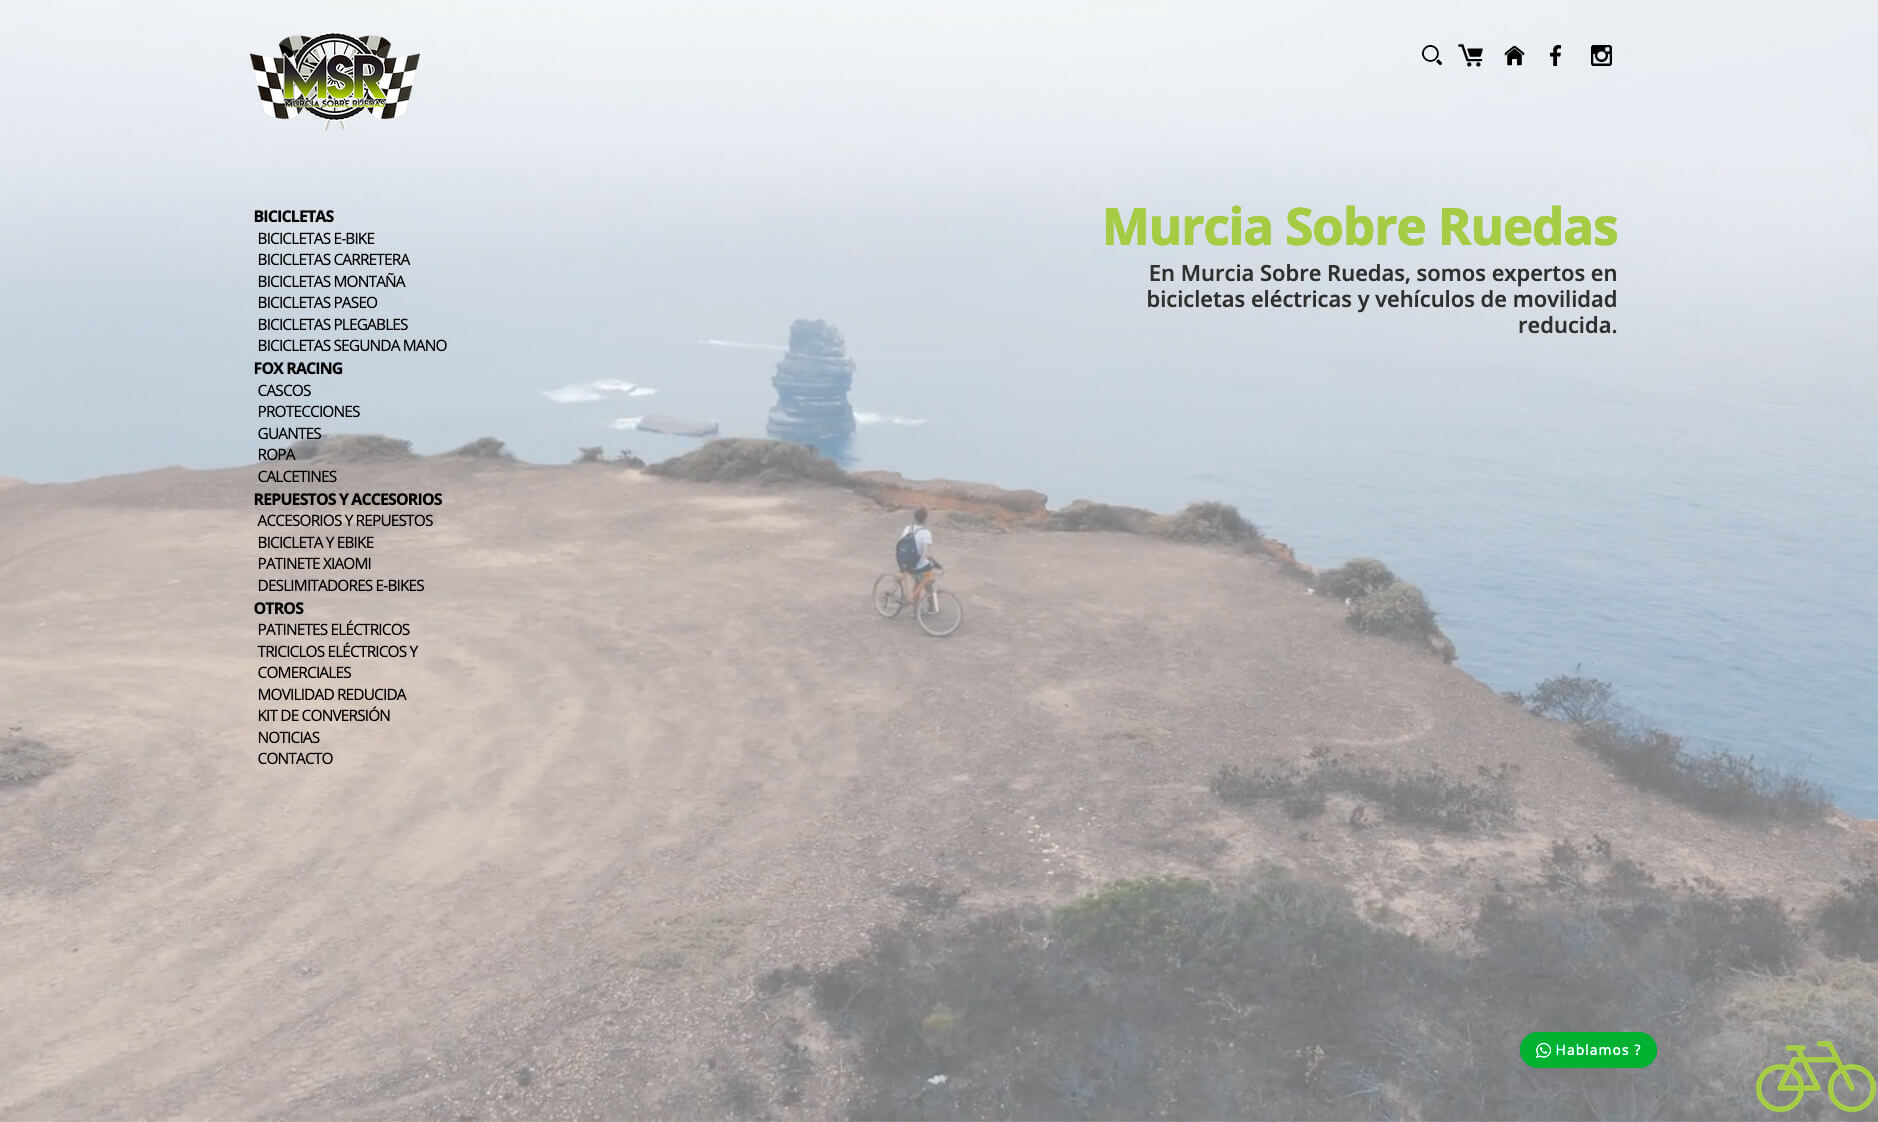 MSR
MURCIA SOBRE RUEDAS
BICICLETAS
BICICLETAS E-BIKE
BICICLETAS CARRETERA
BICICLETAS MONTAÑA
BICICLETAS PASEO
BICICLETAS PLEGABLES
BICICLETAS SEGUNDA MANO
FOX RACING
CASCOS
PROTECCIONES
GUANTES
ROPA
CALCETINES
REPUESTOS Y ACCESORIOS
ACCESORIOS Y REPUESTOS
BICICLETA Y EBIKE
PATINETE XIAOMI
DESLIMITADORES E-BIKES
OTROS
PATINETES ELÉCTRICOS
TRICICLOS ELÉCTRICOS Y
COMERCIALES
MOVILIDAD REDUCIDA
KIT DE CONVERSIÓN
NOTICIAS
CONTACTO
Murcia Sobre Ruedas
En Murcia Sobre Ruedas, somos expertos en
bicicletas eléctricas y vehículos de movilidad
reducida.
Hablamos ?